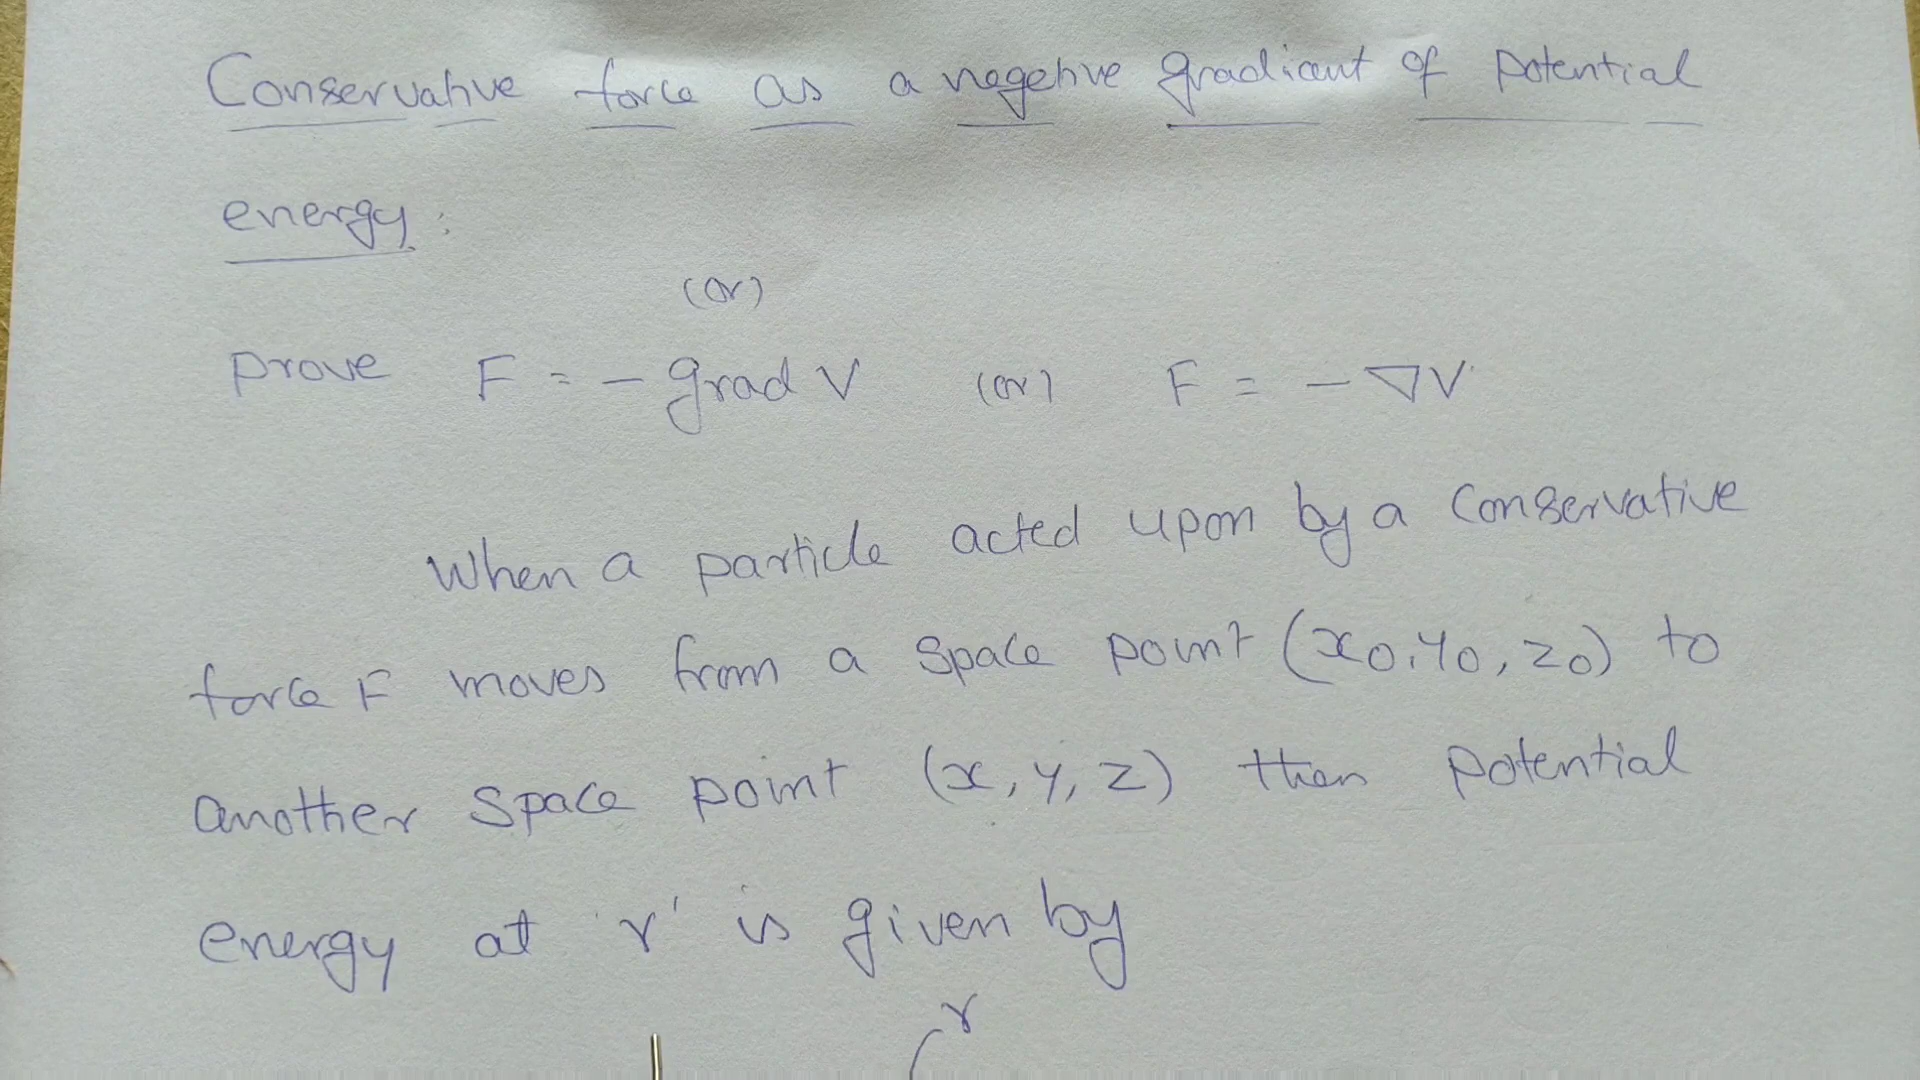 Conservative force as a negetive gradient of potential
energy:
(or)
prove F = - grad V (or) F = - ∇V
When a particle acted upon by a conservative
force F moves from a space point (x0, y0, z0) to
another space point (x, y, z) then potential
energy at 'r' is given by
∫ r